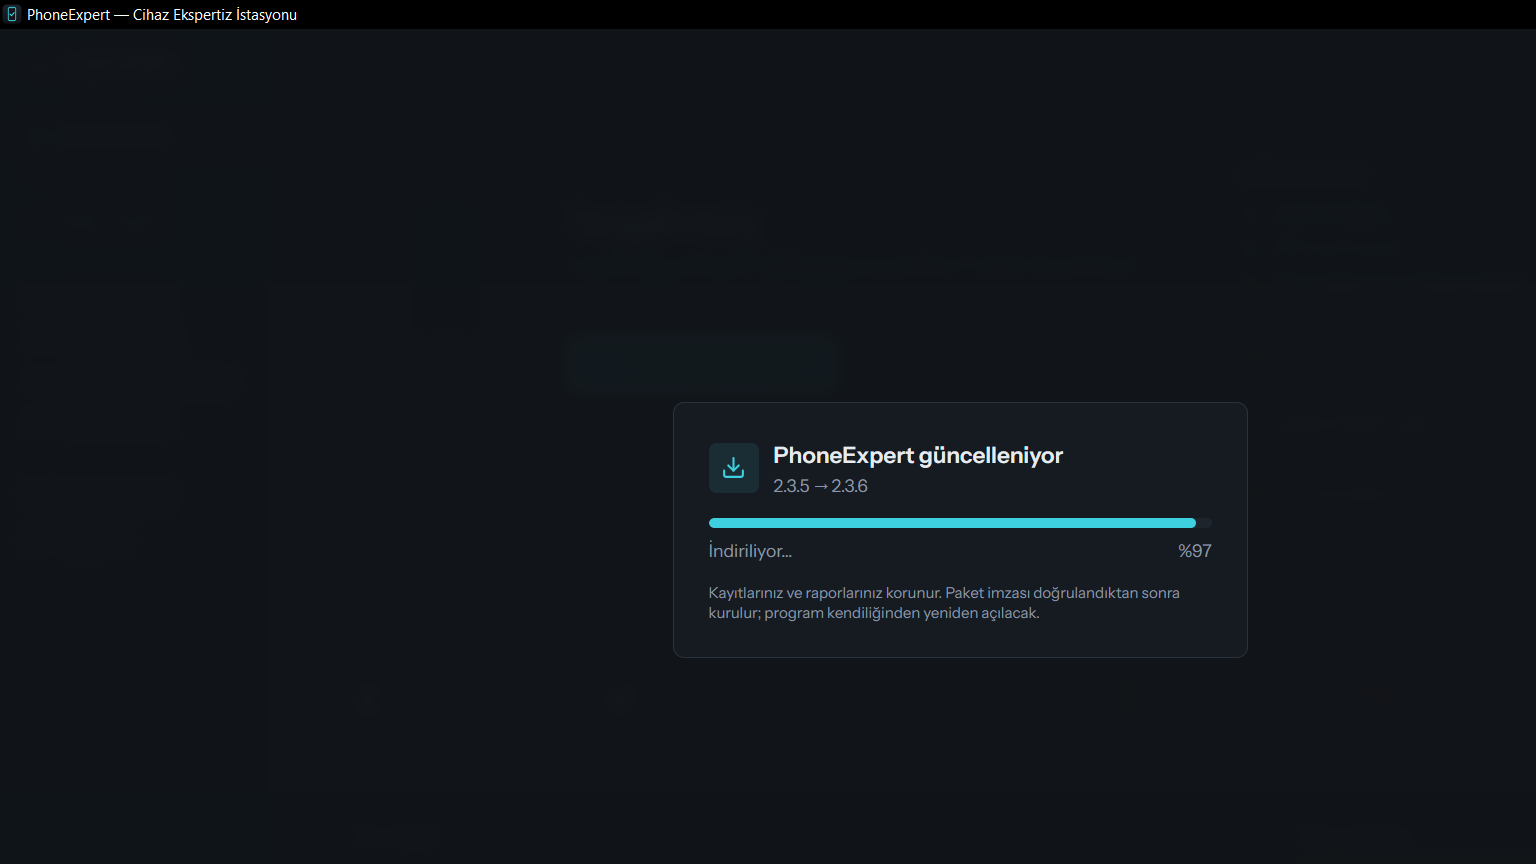 PhoneExpert — Cihaz Ekspertiz İstasyonu
PhoneExpert güncelleniyor
2.3.5 → 2.3.6
İndiriliyor...
%97
Kayıtlarınız ve raporlarınız korunur. Paket imzası doğrulandıktan sonra
kurulur; program kendiliğinden yeniden açılacak.